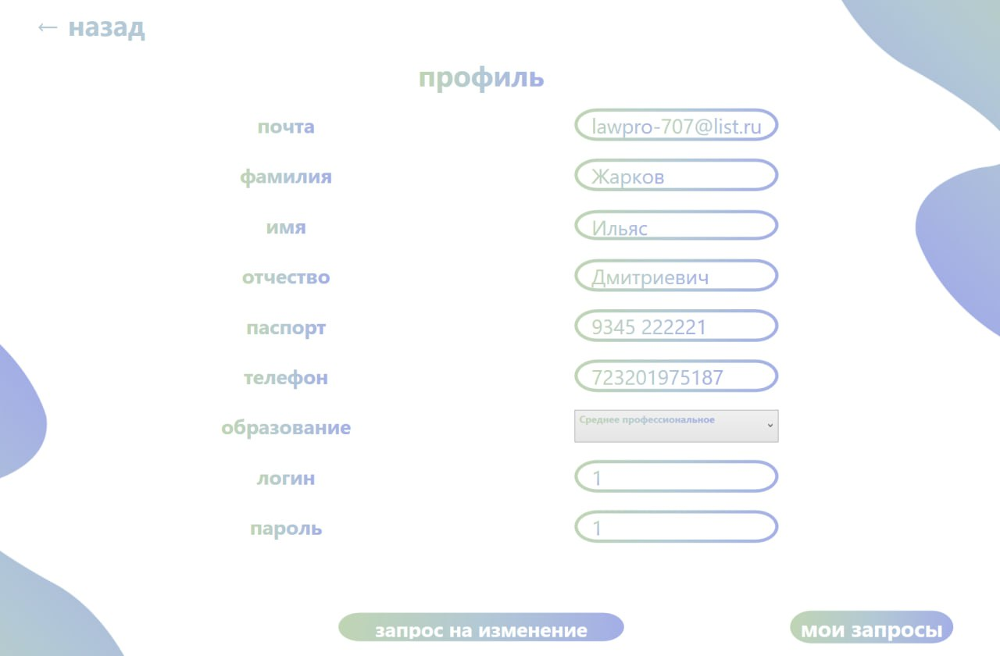 ← назад
профиль
почта lawpro-707@list.ru
фамилия Жарков
имя Ильяс
отчество Дмитриевич
паспорт 9345 222221
телефон 723201975187
образование Среднее профессиональное
логин 1
пароль 1
запрос на изменение мои запросы